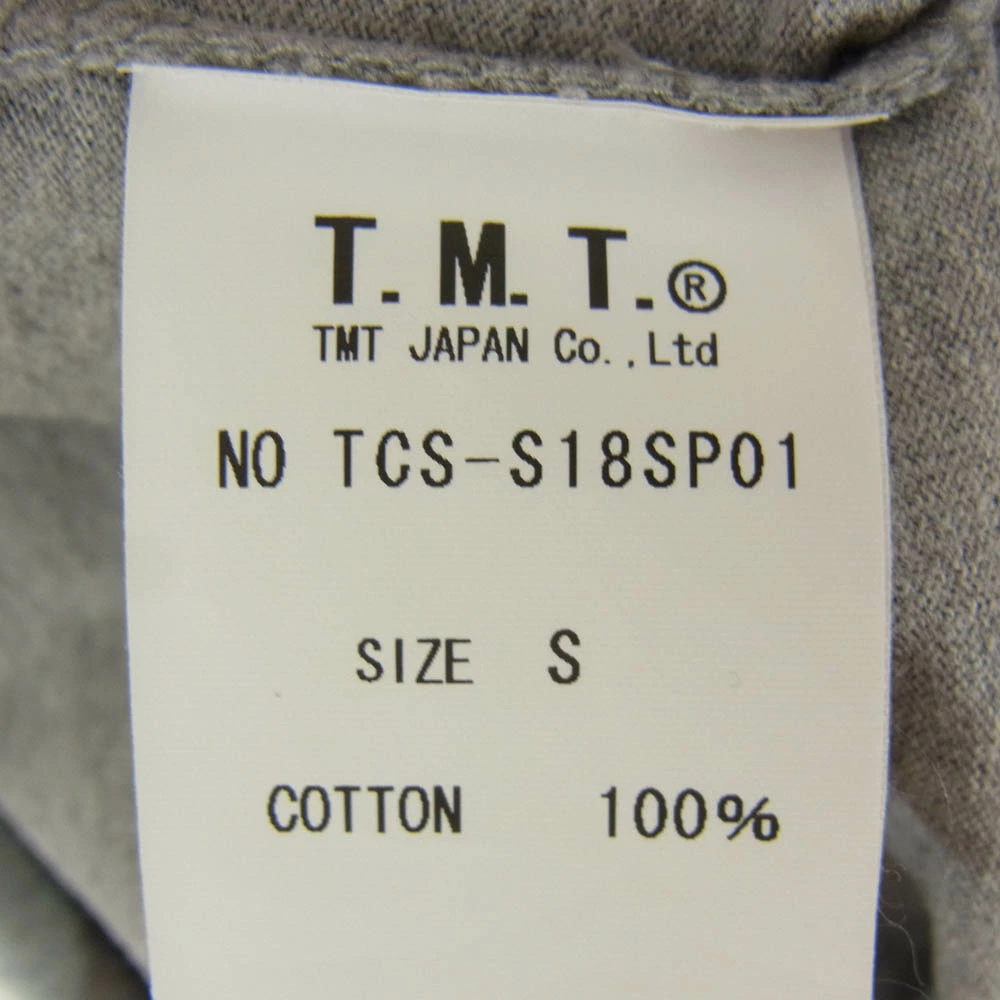 T.M.T.®
TMT JAPAN Co.,Ltd
NO TCS-S18SP01
SIZE S
COTTON 100%